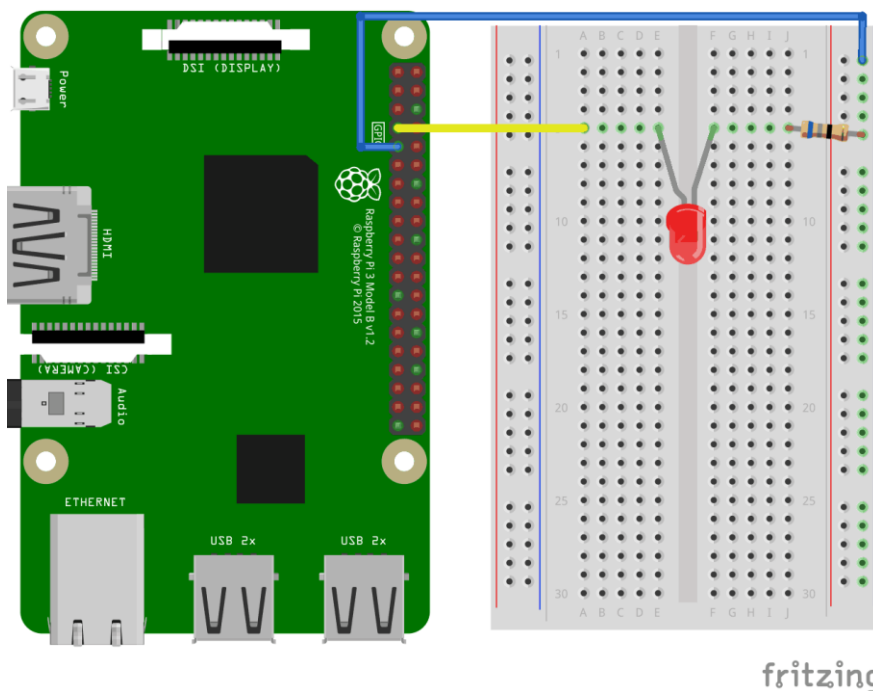 DSI (DISPLAY)
Power
GPIO
HDMI
Raspberry Pi 3 Model B v1.2
© Raspberry Pi 2015
CSI (CAMERA)
Audio
ETHERNET
USB 2x
USB 2x
A B C D E F G H I J
1 1
10 10
15 15
20 20
25 25
30 30
A B C D E F G H I J
fritzing